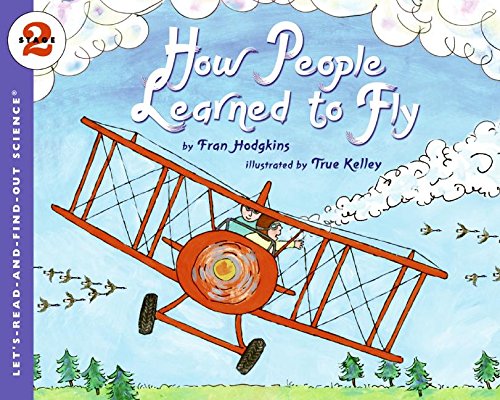 STAGE
2
LET'S-READ-AND-FIND-OUT SCIENCE®
How People
Learned to Fly
by Fran Hodgkins
illustrated by True Kelley